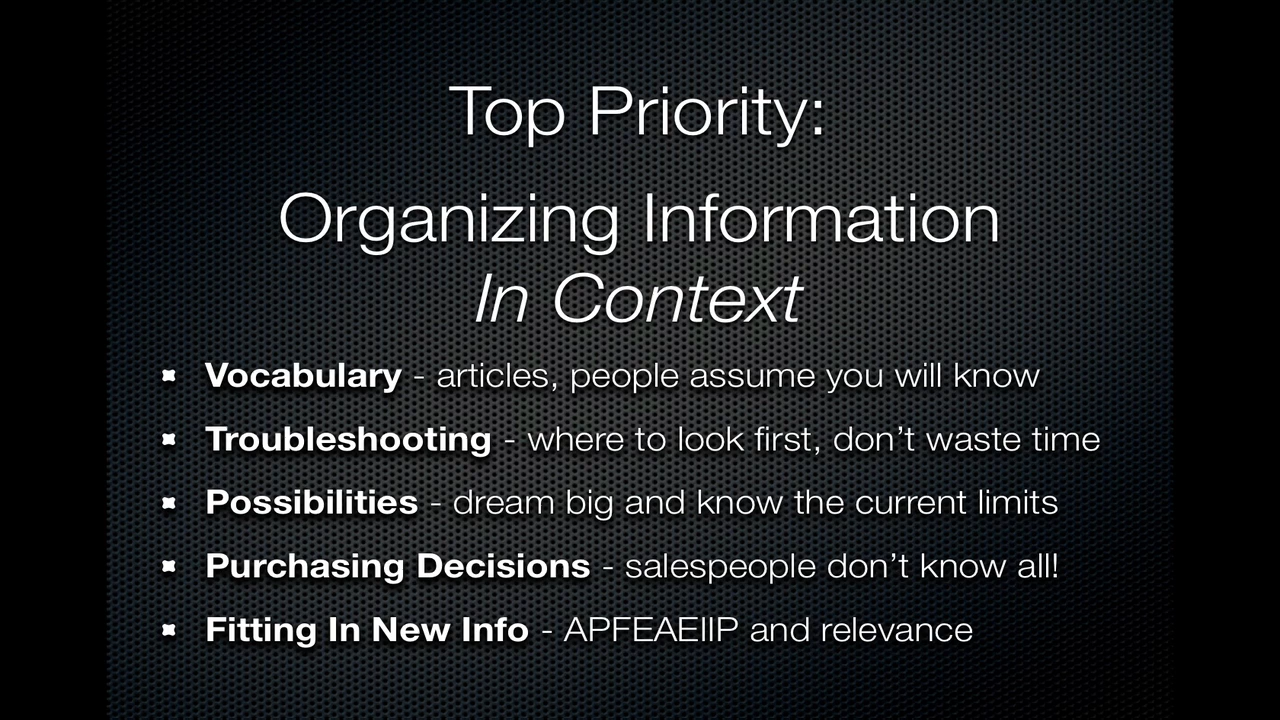 Top Priority:
Organizing Information
In Context
Vocabulary - articles, people assume you will know
Troubleshooting - where to look first, don’t waste time
Possibilities - dream big and know the current limits
Purchasing Decisions - salespeople don’t know all!
Fitting In New Info - APFEAEIIP and relevance